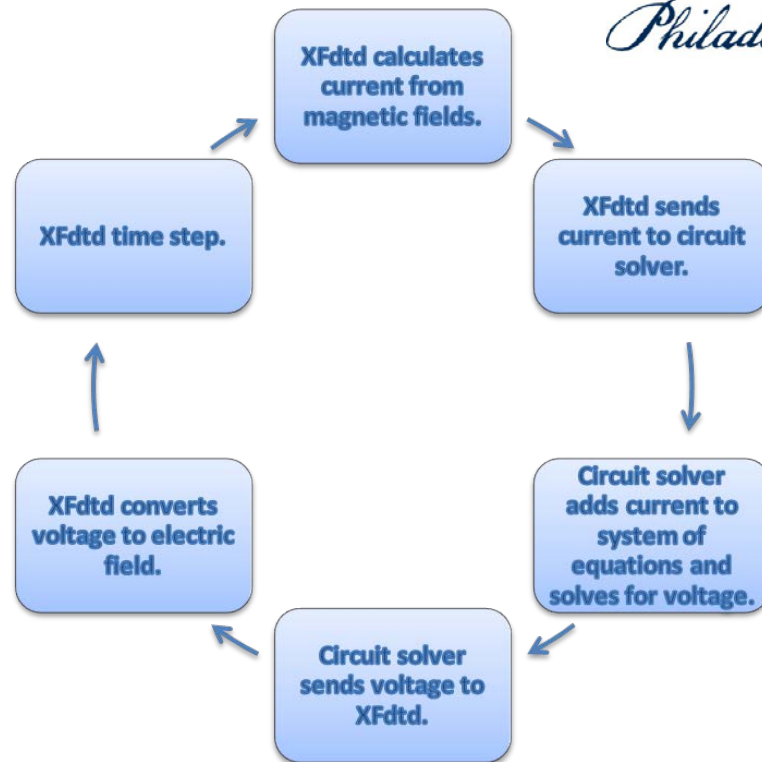 XFdtd calculates
current from
magnetic fields.
XFdtd sends
current to circuit
solver.
Circuit solver
adds current to
system of
equations and
solves for voltage.
Circuit solver
sends voltage to
XFdtd.
XFdtd converts
voltage to electric
field.
XFdtd time step.